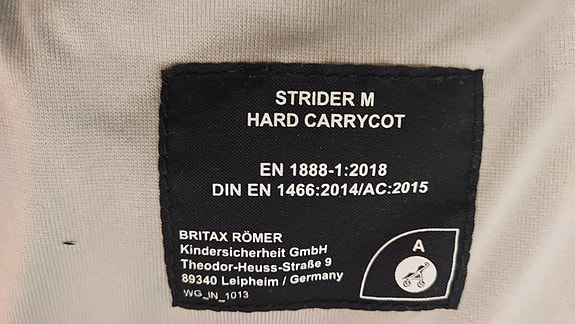 STRIDER M
HARD CARRYCOT
EN 1888-1:2018
DIN EN 1466:2014/AC:2015
BRITAX RÖMER
Kindersicherheit GmbH
Theodor-Heuss-Straße 9
89340 Leipheim / Germany
WG_IN_1013
A